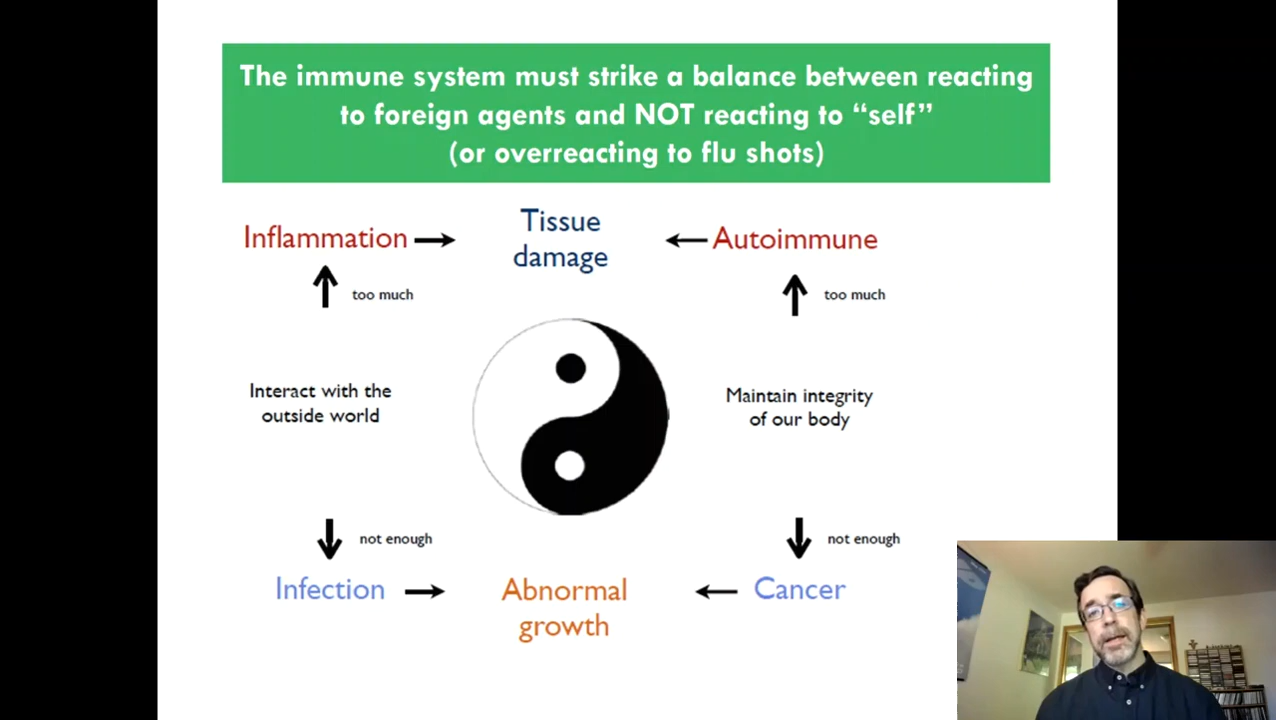 The immune system must strike a balance between reacting
to foreign agents and NOT reacting to “self”
(or overreacting to flu shots)
Inflammation
Tissue
damage
Autoimmune
too much
too much
Interact with the
outside world
Maintain integrity
of our body
not enough
not enough
Infection
Abnormal
growth
Cancer